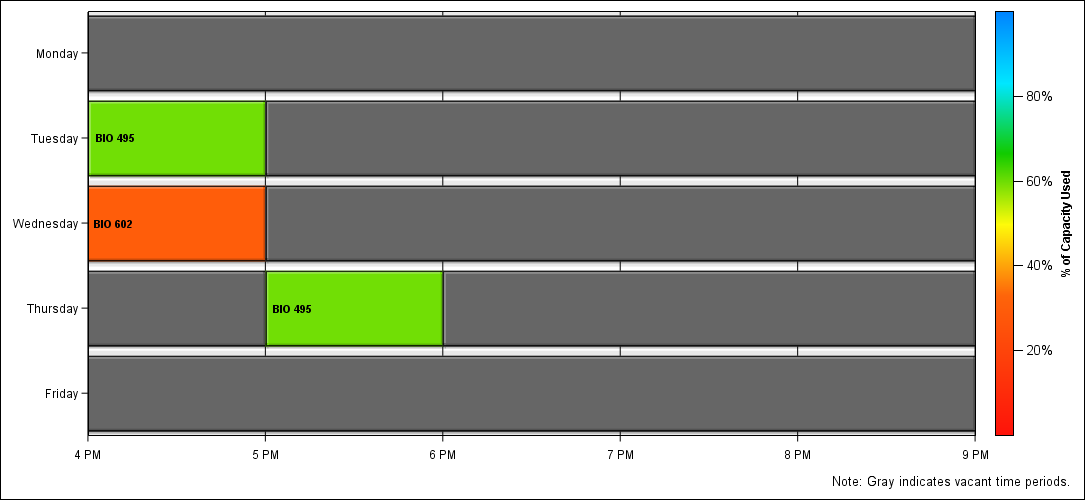 Monday
Tuesday
BIO 495
Wednesday
BIO 602
Thursday
BIO 495
Friday
4 PM 5 PM 6 PM 7 PM 8 PM 9 PM
80%
60%
40%
20%
% of Capacity Used
Note: Gray indicates vacant time periods.